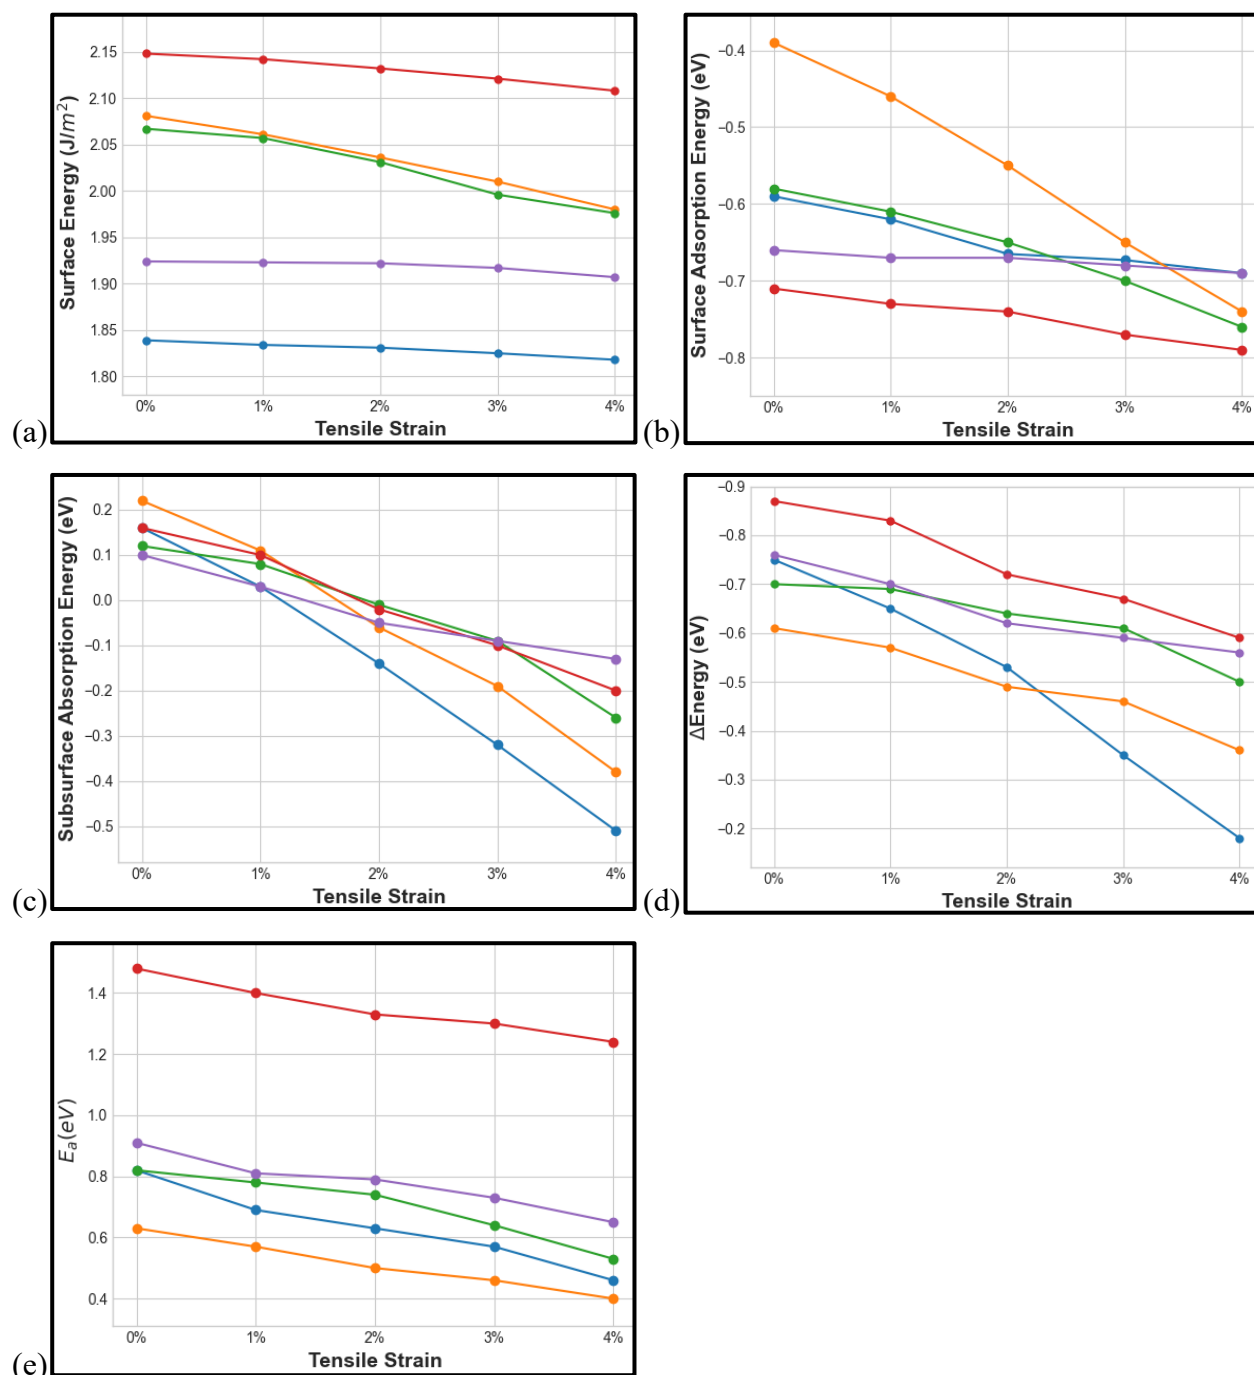 2.15
2.10
2.05
2.00
1.95
1.90
1.85
1.80
Surface Energy (J/m²)
0% 1% 2% 3% 4%
Tensile Strain
(a)
−0.4
−0.5
−0.6
−0.7
−0.8
Surface Adsorption Energy (eV)
0% 1% 2% 3% 4%
Tensile Strain
(b)
0.2
0.1
0.0
−0.1
−0.2
−0.3
−0.4
−0.5
Subsurface Absorption Energy (eV)
0% 1% 2% 3% 4%
Tensile Strain
(c)
−0.9
−0.8
−0.7
−0.6
−0.5
−0.4
−0.3
−0.2
ΔEnergy (eV)
0% 1% 2% 3% 4%
Tensile Strain
(d)
1.4
1.2
1.0
0.8
0.6
0.4
Eₐ(eV)
0% 1% 2% 3% 4%
Tensile Strain
(e)